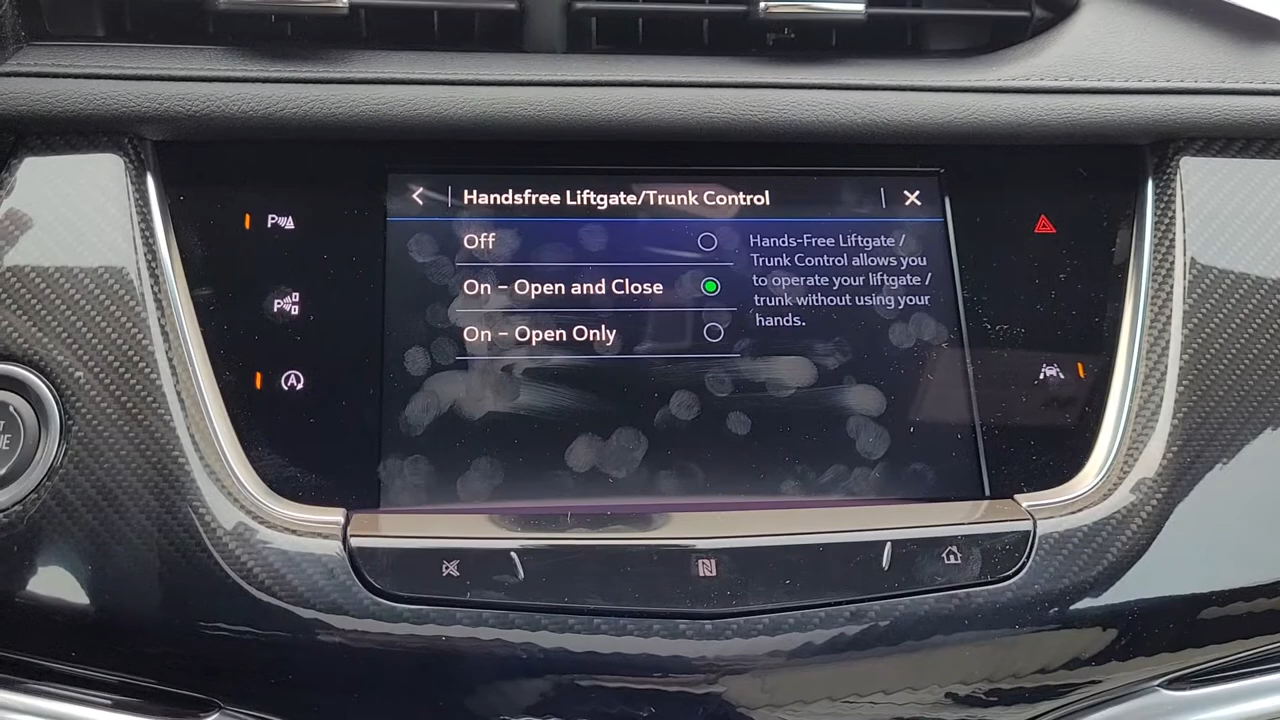 Handsfree Liftgate/Trunk Control
Off
On – Open and Close
On – Open Only
Hands-Free Liftgate /
Trunk Control allows you
to operate your liftgate /
trunk without using your
hands.
P
P
A